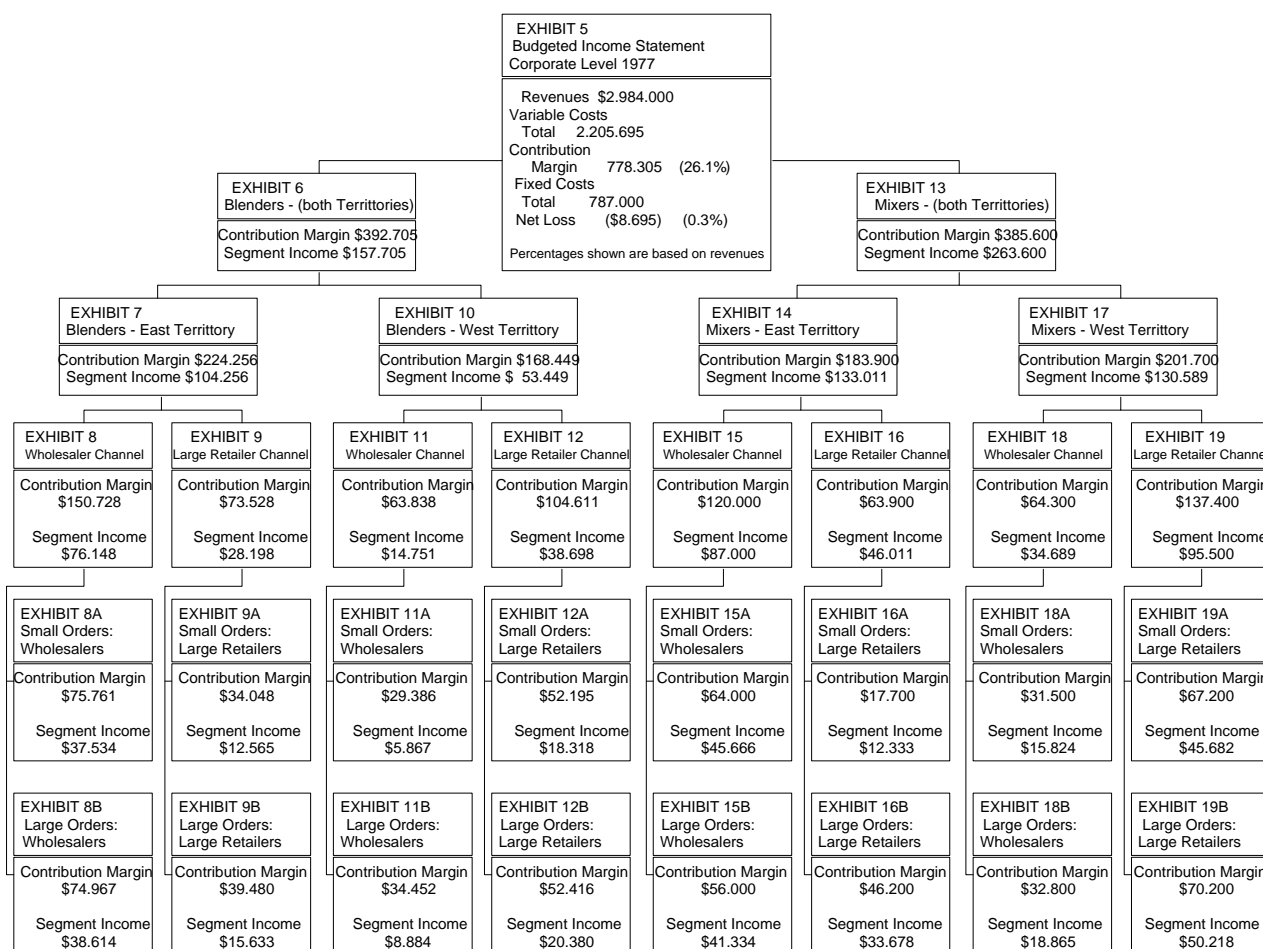 EXHIBIT 5
Budgeted Income Statement
Corporate Level 1977
Revenues $2.984.000
Variable Costs
Total 2.205.695
Contribution
Margin 778.305 (26.1%)
Fixed Costs
Total 787.000
Net Loss ($8.695) (0.3%)
Percentages shown are based on revenues
EXHIBIT 6
Blenders - (both Territtories)
Contribution Margin $392.705
Segment Income $157.705
EXHIBIT 13
Mixers - (both Territtories)
Contribution Margin $385.600
Segment Income $263.600
EXHIBIT 7
Blenders - East Territtory
Contribution Margin $224.256
Segment Income $104.256
EXHIBIT 10
Blenders - West Territtory
Contribution Margin $168.449
Segment Income $ 53.449
EXHIBIT 14
Mixers - East Territtory
Contribution Margin $183.900
Segment Income $133.011
EXHIBIT 17
Mixers - West Territtory
Contribution Margin $201.700
Segment Income $130.589
EXHIBIT 8
Wholesaler Channel
Contribution Margin
$150.728
Segment Income
$76.148
EXHIBIT 9
Large Retailer Channel
Contribution Margin
$73.528
Segment Income
$28.198
EXHIBIT 11
Wholesaler Channel
Contribution Margin
$63.838
Segment Income
$14.751
EXHIBIT 12
Large Retailer Channel
Contribution Margin
$104.611
Segment Income
$38.698
EXHIBIT 15
Wholesaler Channel
Contribution Margin
$120.000
Segment Income
$87.000
EXHIBIT 16
Large Retailer Channel
Contribution Margin
$63.900
Segment Income
$46.011
EXHIBIT 18
Wholesaler Channel
Contribution Margin
$64.300
Segment Income
$34.689
EXHIBIT 19
Large Retailer Channe
Contribution Margin
$137.400
Segment Income
$95.500
EXHIBIT 8A
Small Orders:
Wholesalers
Contribution Margin
$75.761
Segment Income
$37.534
EXHIBIT 9A
Small Orders:
Large Retailers
Contribution Margin
$34.048
Segment Income
$12.565
EXHIBIT 11A
Small Orders:
Wholesalers
Contribution Margin
$29.386
Segment Income
$5.867
EXHIBIT 12A
Small Orders:
Large Retailers
Contribution Margin
$52.195
Segment Income
$18.318
EXHIBIT 15A
Small Orders:
Wholesalers
Contribution Margin
$64.000
Segment Income
$45.666
EXHIBIT 16A
Small Orders:
Large Retailers
Contribution Margin
$17.700
Segment Income
$12.333
EXHIBIT 18A
Small Orders:
Wholesalers
Contribution Margin
$31.500
Segment Income
$15.824
EXHIBIT 19A
Small Orders:
Large Retailers
Contribution Margin
$67.200
Segment Income
$45.682
EXHIBIT 8B
Large Orders:
Wholesalers
Contribution Margin
$74.967
Segment Income
$38.614
EXHIBIT 9B
Large Orders:
Large Retailers
Contribution Margin
$39.480
Segment Income
$15.633
EXHIBIT 11B
Large Orders:
Wholesalers
Contribution Margin
$34.452
Segment Income
$8.884
EXHIBIT 12B
Large Orders:
Large Retailers
Contribution Margin
$52.416
Segment Income
$20.380
EXHIBIT 15B
Large Orders:
Wholesalers
Contribution Margin
$56.000
Segment Income
$41.334
EXHIBIT 16B
Large Orders:
Large Retailers
Contribution Margin
$46.200
Segment Income
$33.678
EXHIBIT 18B
Large Orders:
Wholesalers
Contribution Margin
$32.800
Segment Income
$18.865
EXHIBIT 19B
Large Orders:
Large Retailers
Contribution Margin
$70.200
Segment Income
$50.218